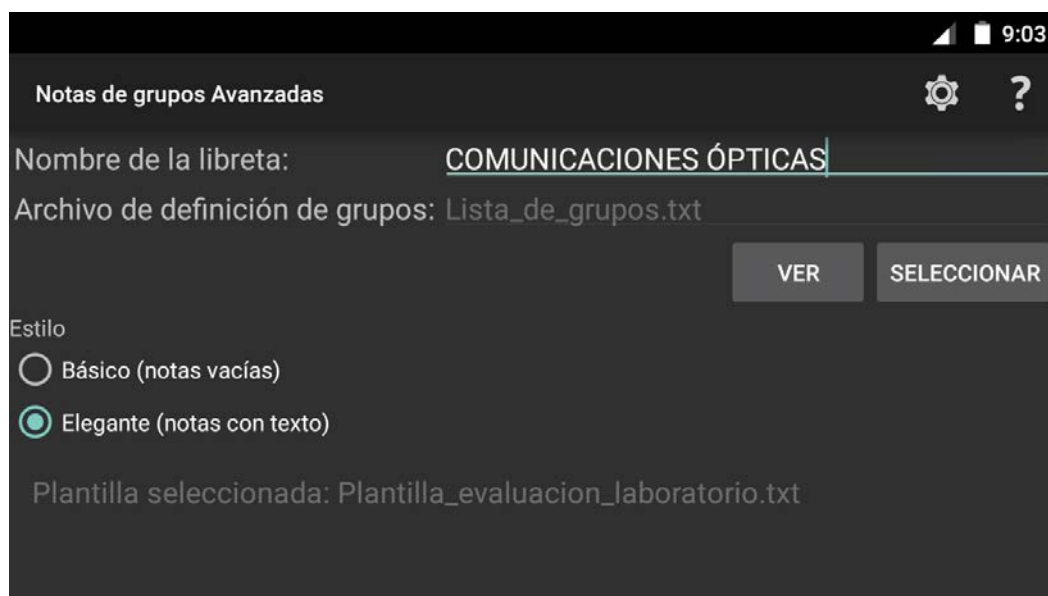 9:03
Notas de grupos Avanzadas ?
Nombre de la libreta: COMUNICACIONES ÓPTICAS
Archivo de definición de grupos: Lista_de_grupos.txt
VER SELECCIONAR
Estilo
Básico (notas vacías)
Elegante (notas con texto)
Plantilla seleccionada: Plantilla_evaluacion_laboratorio.txt